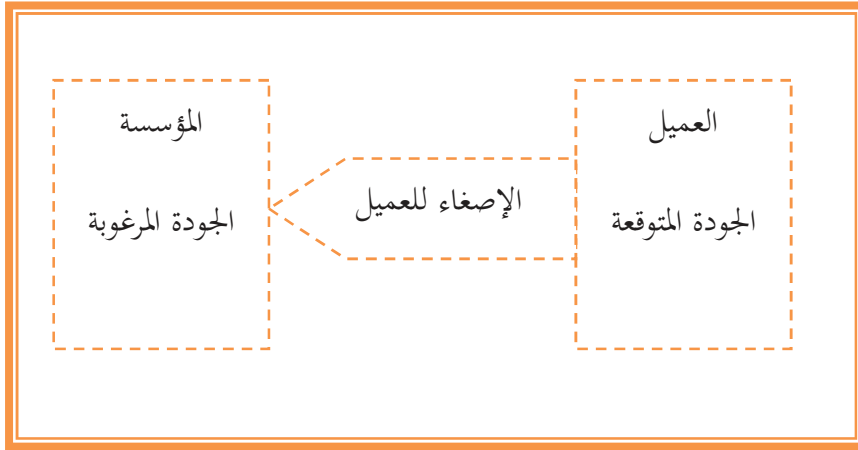 العميل
الجودة المتوقعة
الإصغاء للعميل
المؤسسة
الجودة المرغوبة